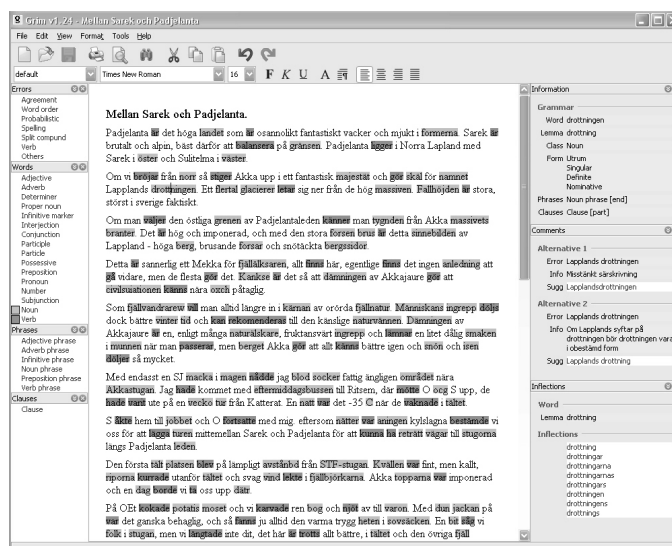 Grim v1.24 - Mellan Sarek och Padjelanta
File Edit View Format Tools Help
default Times New Roman 16 F K U A
Errors
Agreement
Word order
Probabilistic
Spelling
Split compund
Verb
Others
Words
Adjective
Adverb
Determiner
Proper noun
Infinitive marker
Interjection
Conjunction
Participle
Particle
Possessive
Preposition
Pronoun
Number
Subjunction
Noun
Verb
Phrases
Adjective phrase
Adverb phrase
Infinitive phrase
Noun phrase
Preposition phrase
Verb phrase
Clauses
Clause
Mellan Sarek och Padjelanta.
Padjelanta är det höga landet som är osannolikt fantastiskt vacker och mjukt i formerna. Sarek är
brutalt och alpin, bäst därför att balansera på gränsen. Padjelanta ligger i Norra Lapland med
Sarek i öster och Sulitelma i väster.
Om vi bröjar från norr så stiger Akka upp i ett fantastisk majestät och gör skäl för namnet
Lapplands drottningen. Ett flertal glacierer letar sig ner från de hög massiven. Fallhöjden är stora,
störst i sverige faktiskt.
Om man väljer den östliga grenen av Padjelantaleden känner man tygnden från Akka massivets
branter. Det är hög och imponerad, och med den stora forsen brus är detta sinnebilden av
Lappland - höga berg, brusande forsar och snötäckta bergssidor.
Detta är sannerlig ett Mekka för fjällälskaren, allt finns här, egentlige finns det ingen anledning att
gå vidare, men de flesta gör det. Kankse är det så att dämningen av Akkajaure gör att
civilsuationen känns nära oxch påtaglig.
Som fjällvandrarew vill man alltid längre in i kärnan av orörda fjällnatur. Människans ingrepp döljs
dock bättre vinter tid och kan rekomenderas till den känslige naturvännen. Dämningen av
Akkajaure är en, enligt många naturälskare, fruktansvärt ingrepp och lämnar en litet dålig smaken
i munnen när man passerar, men berget Akka gör att allt känns bättre igen och snön och isen
döljer så mycket.
Med endasst en SJ macka i magen nådde jag blod socker fattig ängligen området nära
Akkastugan. Jag hade kommet med eftermiddagsbussen till Ritsem, där mötte O ocg S upp, de
hade varit ute på en vecko tur från Katterat. En natt var det -35 C när de vaknade i tältet.
S åkte hem till jobbet och O fortsatte med mig. eftersom nätter var aningen kylslagna bestämde vi
oss för att lägga turen mittemellan Sarek och Padjelanta för att kunna ha reträtt vägar till stugorna
längs Padjelanta leden.
Den första tält platsen blev på lämpligt avstånbd från STF-stugan. Kvällen var fint, men kallt,
riporna kurrade utanför tältet och svag vind lekte i fjällbjörkarna. Akka topparna var imponerad
och en dag borde vi ta oss upp där.
På OEt kokade potatis moset och vi karvade ren bog och njöt av till varon. Med dun jackan på
var det ganska behaglig, och så fanns ju alltid den varma trygg heten i sovsäcken. En bit såg vi
folk i stugan, men vi längtade inte dit, det här är trotts allt bättre, i tältet och den övriga fjäll
Information
Grammar
Word drottningen
Lemma drottning
Class Noun
Form Utrum
Singular
Definite
Nominative
Phrases Noun phrase [end]
Clauses Clause [part]
Comments
Alternative 1
Error Lapplands drottningen
Info Misstänkt särskrivning
Sugg Lapplandsdrottningen
Alternative 2
Error Lapplands drottningen
Info Om Lapplands syftar på
drottningen bör drottningen vara
i obestämd form
Sugg Lapplands drottning
Inflections
Word
Lemma drottning
Inflections
drottning
drottningar
drottningarna
drottningarnas
drottningars
drottningen
drottningens
drottnings